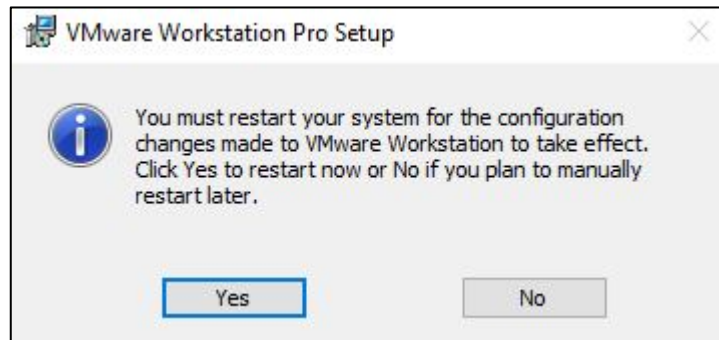 VMware Workstation Pro Setup
You must restart your system for the configuration
changes made to VMware Workstation to take effect.
Click Yes to restart now or No if you plan to manually
restart later.
Yes
No